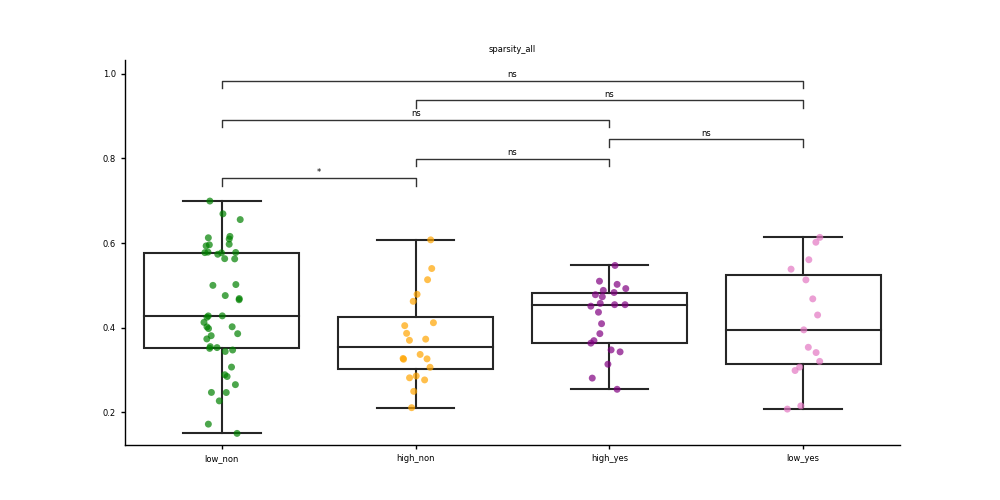 sparsity_all
1.0
ns
ns
ns
ns
0.8
ns
*
0.6
0.4
0.2
low_non
high_non
high_yes
low_yes